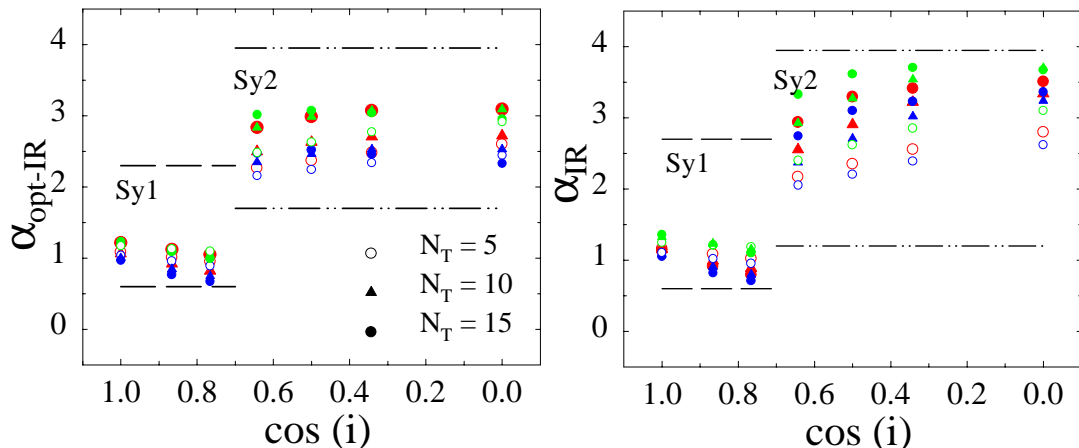 4
3
2
1
0
α_opt-IR
Sy2
Sy1
N_T = 5
N_T = 10
N_T = 15
1.0 0.8 0.6 0.4 0.2 0.0
cos (i)
4
3
2
1
0
α_IR
Sy2
Sy1
1.0 0.8 0.6 0.4 0.2 0.0
cos (i)